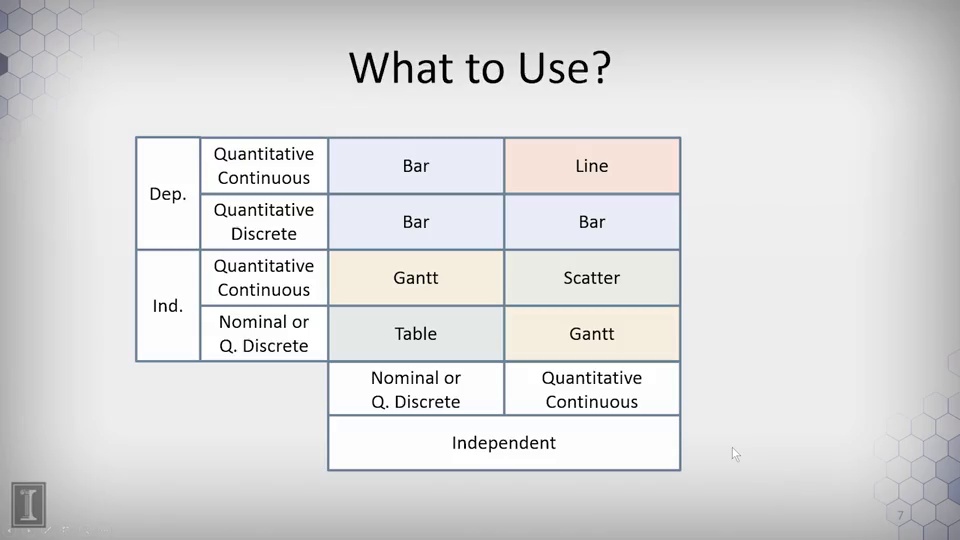 What to Use?
Dep.
Quantitative
Continuous
Bar
Line
Quantitative
Discrete
Bar
Bar
Ind.
Quantitative
Continuous
Gantt
Scatter
Nominal or
Q. Discrete
Table
Gantt
Nominal or
Q. Discrete
Quantitative
Continuous
Independent
I
7